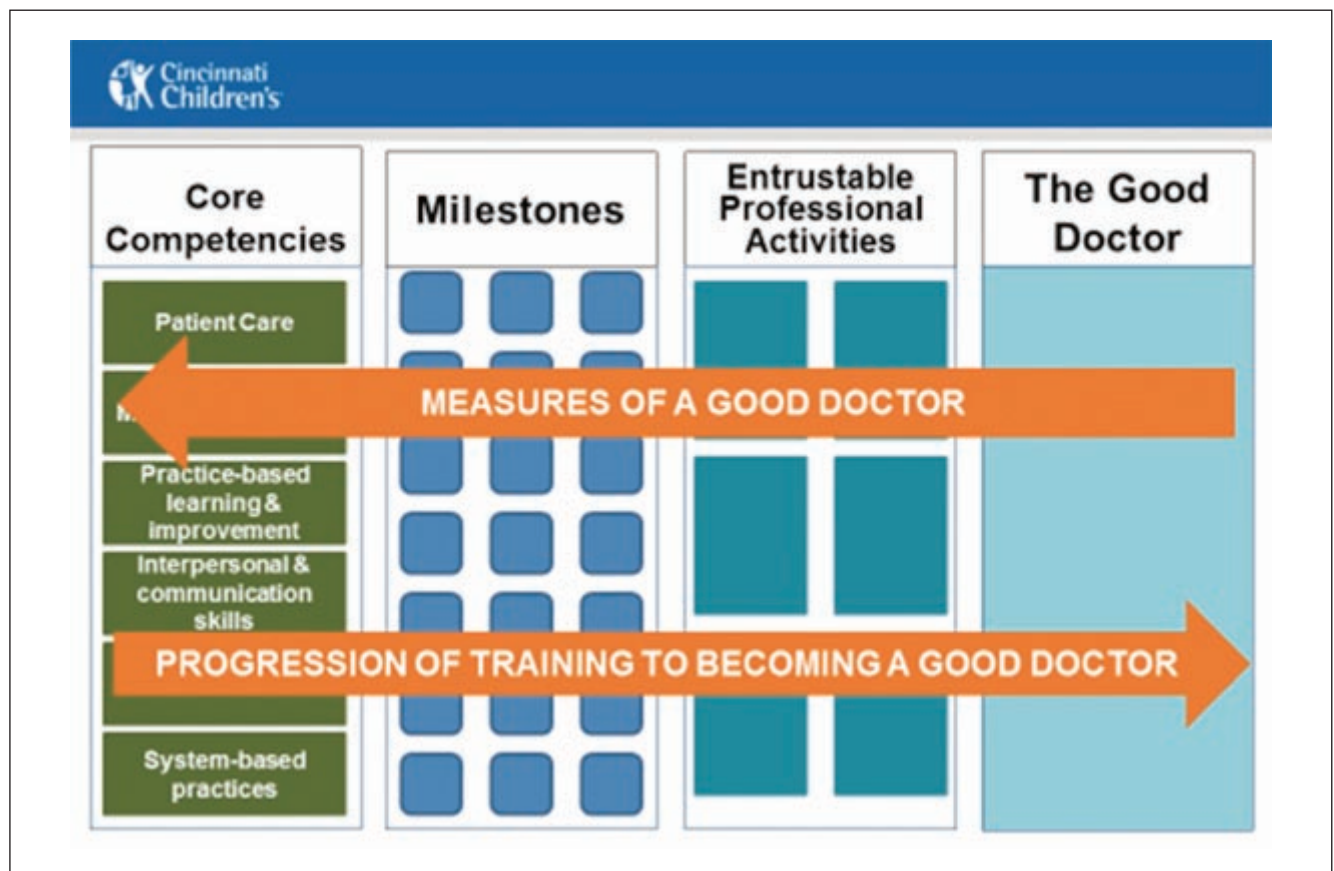 Cincinnati
Children's
Core
Competencies
Milestones
Entrustable
Professional
Activities
The Good
Doctor
Patient Care
MEASURES OF A GOOD DOCTOR
Practice-based
learning &
improvement
Interpersonal &
communication
skills
PROGRESSION OF TRAINING TO BECOMING A GOOD DOCTOR
System-based
practices